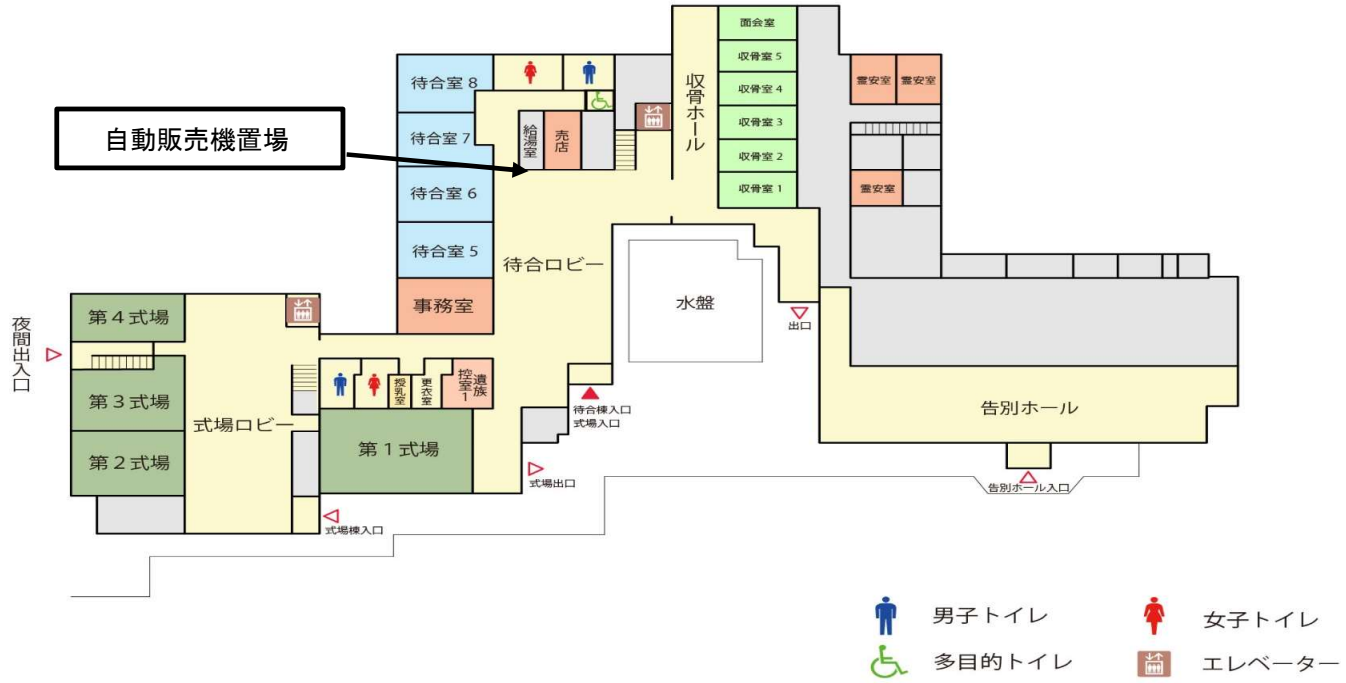 面会室
収骨室 5
収骨室 4
収骨室 3
収骨室 2
収骨室 1
収骨ホール
霊安室
霊安室
霊安室
待合室 8
待合室 7
待合室 6
待合室 5
事務室
給湯室
売店
自動販売機置場
待合ロビー
水盤
出口
夜間出入口
第４式場
第３式場
第２式場
式場ロビー
授乳室
更衣室
遺族
控室1
第１式場
待合棟入口
式場入口
式場出口
式場棟入口
告別ホール
告別ホール入口
男子トイレ
女子トイレ
多目的トイレ
エレベーター